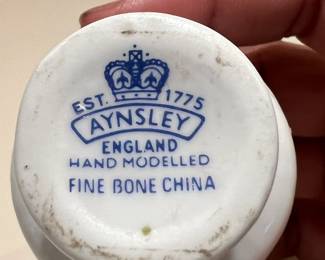 EST. 1775
AYNSLEY
ENGLAND
HAND MODELLED
FINE BONE CHINA